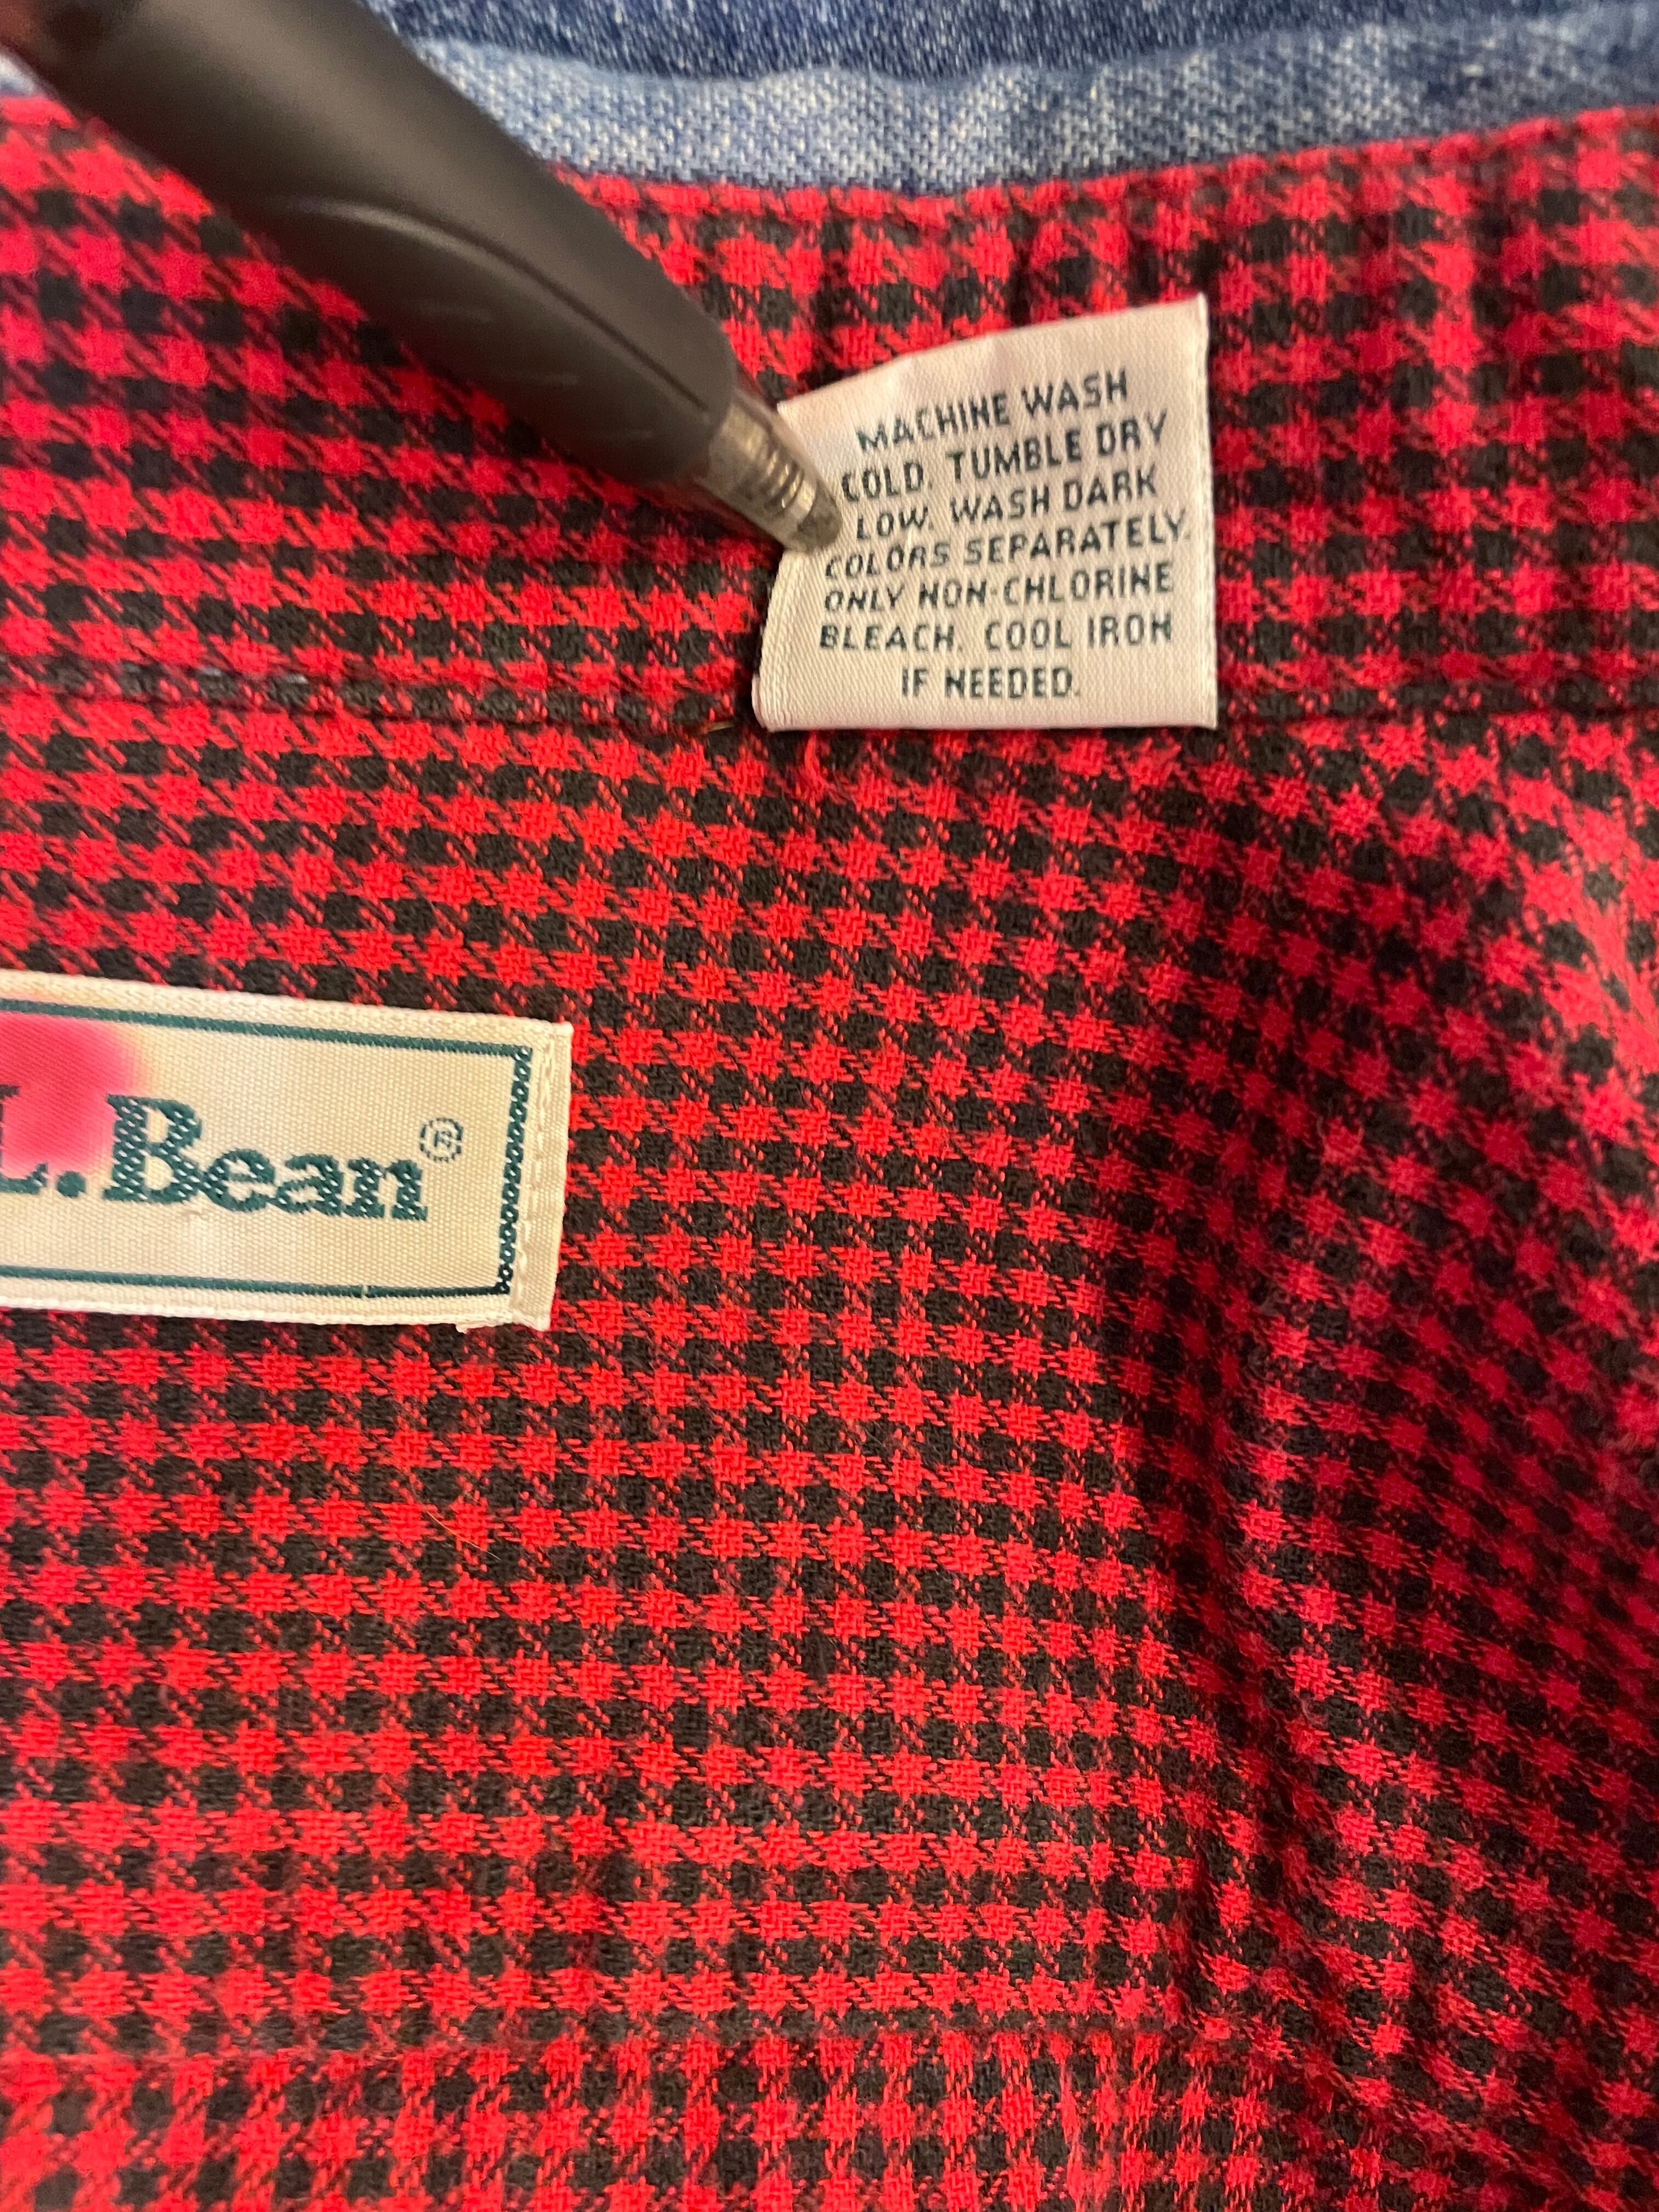 MACHINE WASH
COLD. TUMBLE DRY
LOW. WASH DARK
COLORS SEPARATELY.
ONLY NON-CHLORINE
BLEACH. COOL IRON
IF NEEDED.
L.Bean®